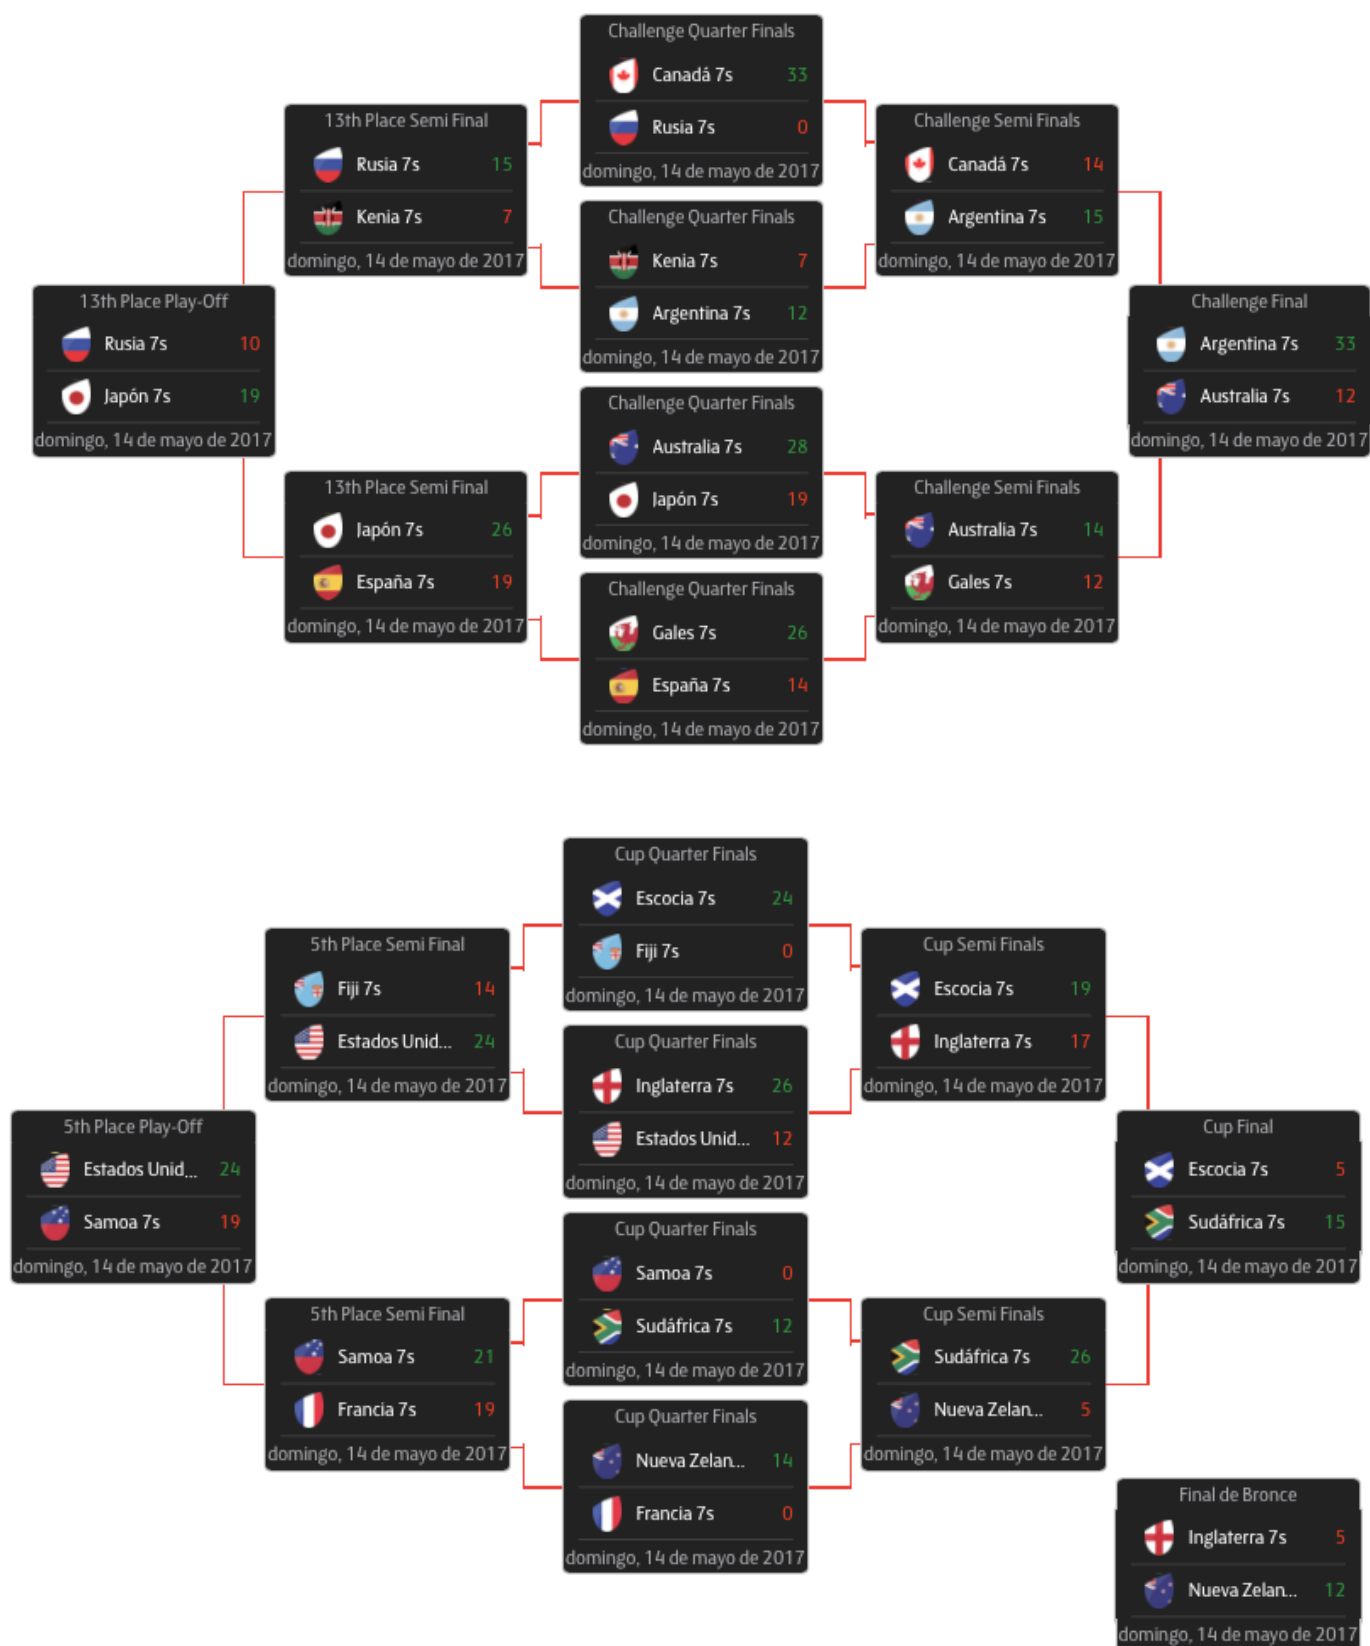 Challenge Quarter Finals
Canadá 7s 33
Rusia 7s 0
domingo, 14 de mayo de 2017
13th Place Semi Final
Rusia 7s 15
Kenia 7s 7
domingo, 14 de mayo de 2017
Challenge Semi Finals
Canadá 7s 14
Argentina 7s 15
domingo, 14 de mayo de 2017
Challenge Quarter Finals
Kenia 7s 7
Argentina 7s 12
domingo, 14 de mayo de 2017
13th Place Play-Off
Rusia 7s 10
Japón 7s 19
domingo, 14 de mayo de 2017
Challenge Final
Argentina 7s 33
Australia 7s 12
domingo, 14 de mayo de 2017
Challenge Quarter Finals
Australia 7s 28
Japón 7s 19
domingo, 14 de mayo de 2017
13th Place Semi Final
Japón 7s 26
España 7s 19
domingo, 14 de mayo de 2017
Challenge Semi Finals
Australia 7s 14
Gales 7s 12
domingo, 14 de mayo de 2017
Challenge Quarter Finals
Gales 7s 26
España 7s 14
domingo, 14 de mayo de 2017
Cup Quarter Finals
Escocia 7s 24
Fiji 7s 0
domingo, 14 de mayo de 2017
5th Place Semi Final
Fiji 7s 14
Estados Unid... 24
domingo, 14 de mayo de 2017
Cup Semi Finals
Escocia 7s 19
Inglaterra 7s 17
domingo, 14 de mayo de 2017
Cup Quarter Finals
Inglaterra 7s 26
Estados Unid... 12
domingo, 14 de mayo de 2017
5th Place Play-Off
Estados Unid... 24
Samoa 7s 19
domingo, 14 de mayo de 2017
Cup Final
Escocia 7s 5
Sudáfrica 7s 15
domingo, 14 de mayo de 2017
Cup Quarter Finals
Samoa 7s 0
Sudáfrica 7s 12
domingo, 14 de mayo de 2017
5th Place Semi Final
Samoa 7s 21
Francia 7s 19
domingo, 14 de mayo de 2017
Cup Semi Finals
Sudáfrica 7s 26
Nueva Zelan... 5
domingo, 14 de mayo de 2017
Cup Quarter Finals
Nueva Zelan... 14
Francia 7s 0
domingo, 14 de mayo de 2017
Final de Bronce
Inglaterra 7s 5
Nueva Zelan... 12
domingo, 14 de mayo de 2017